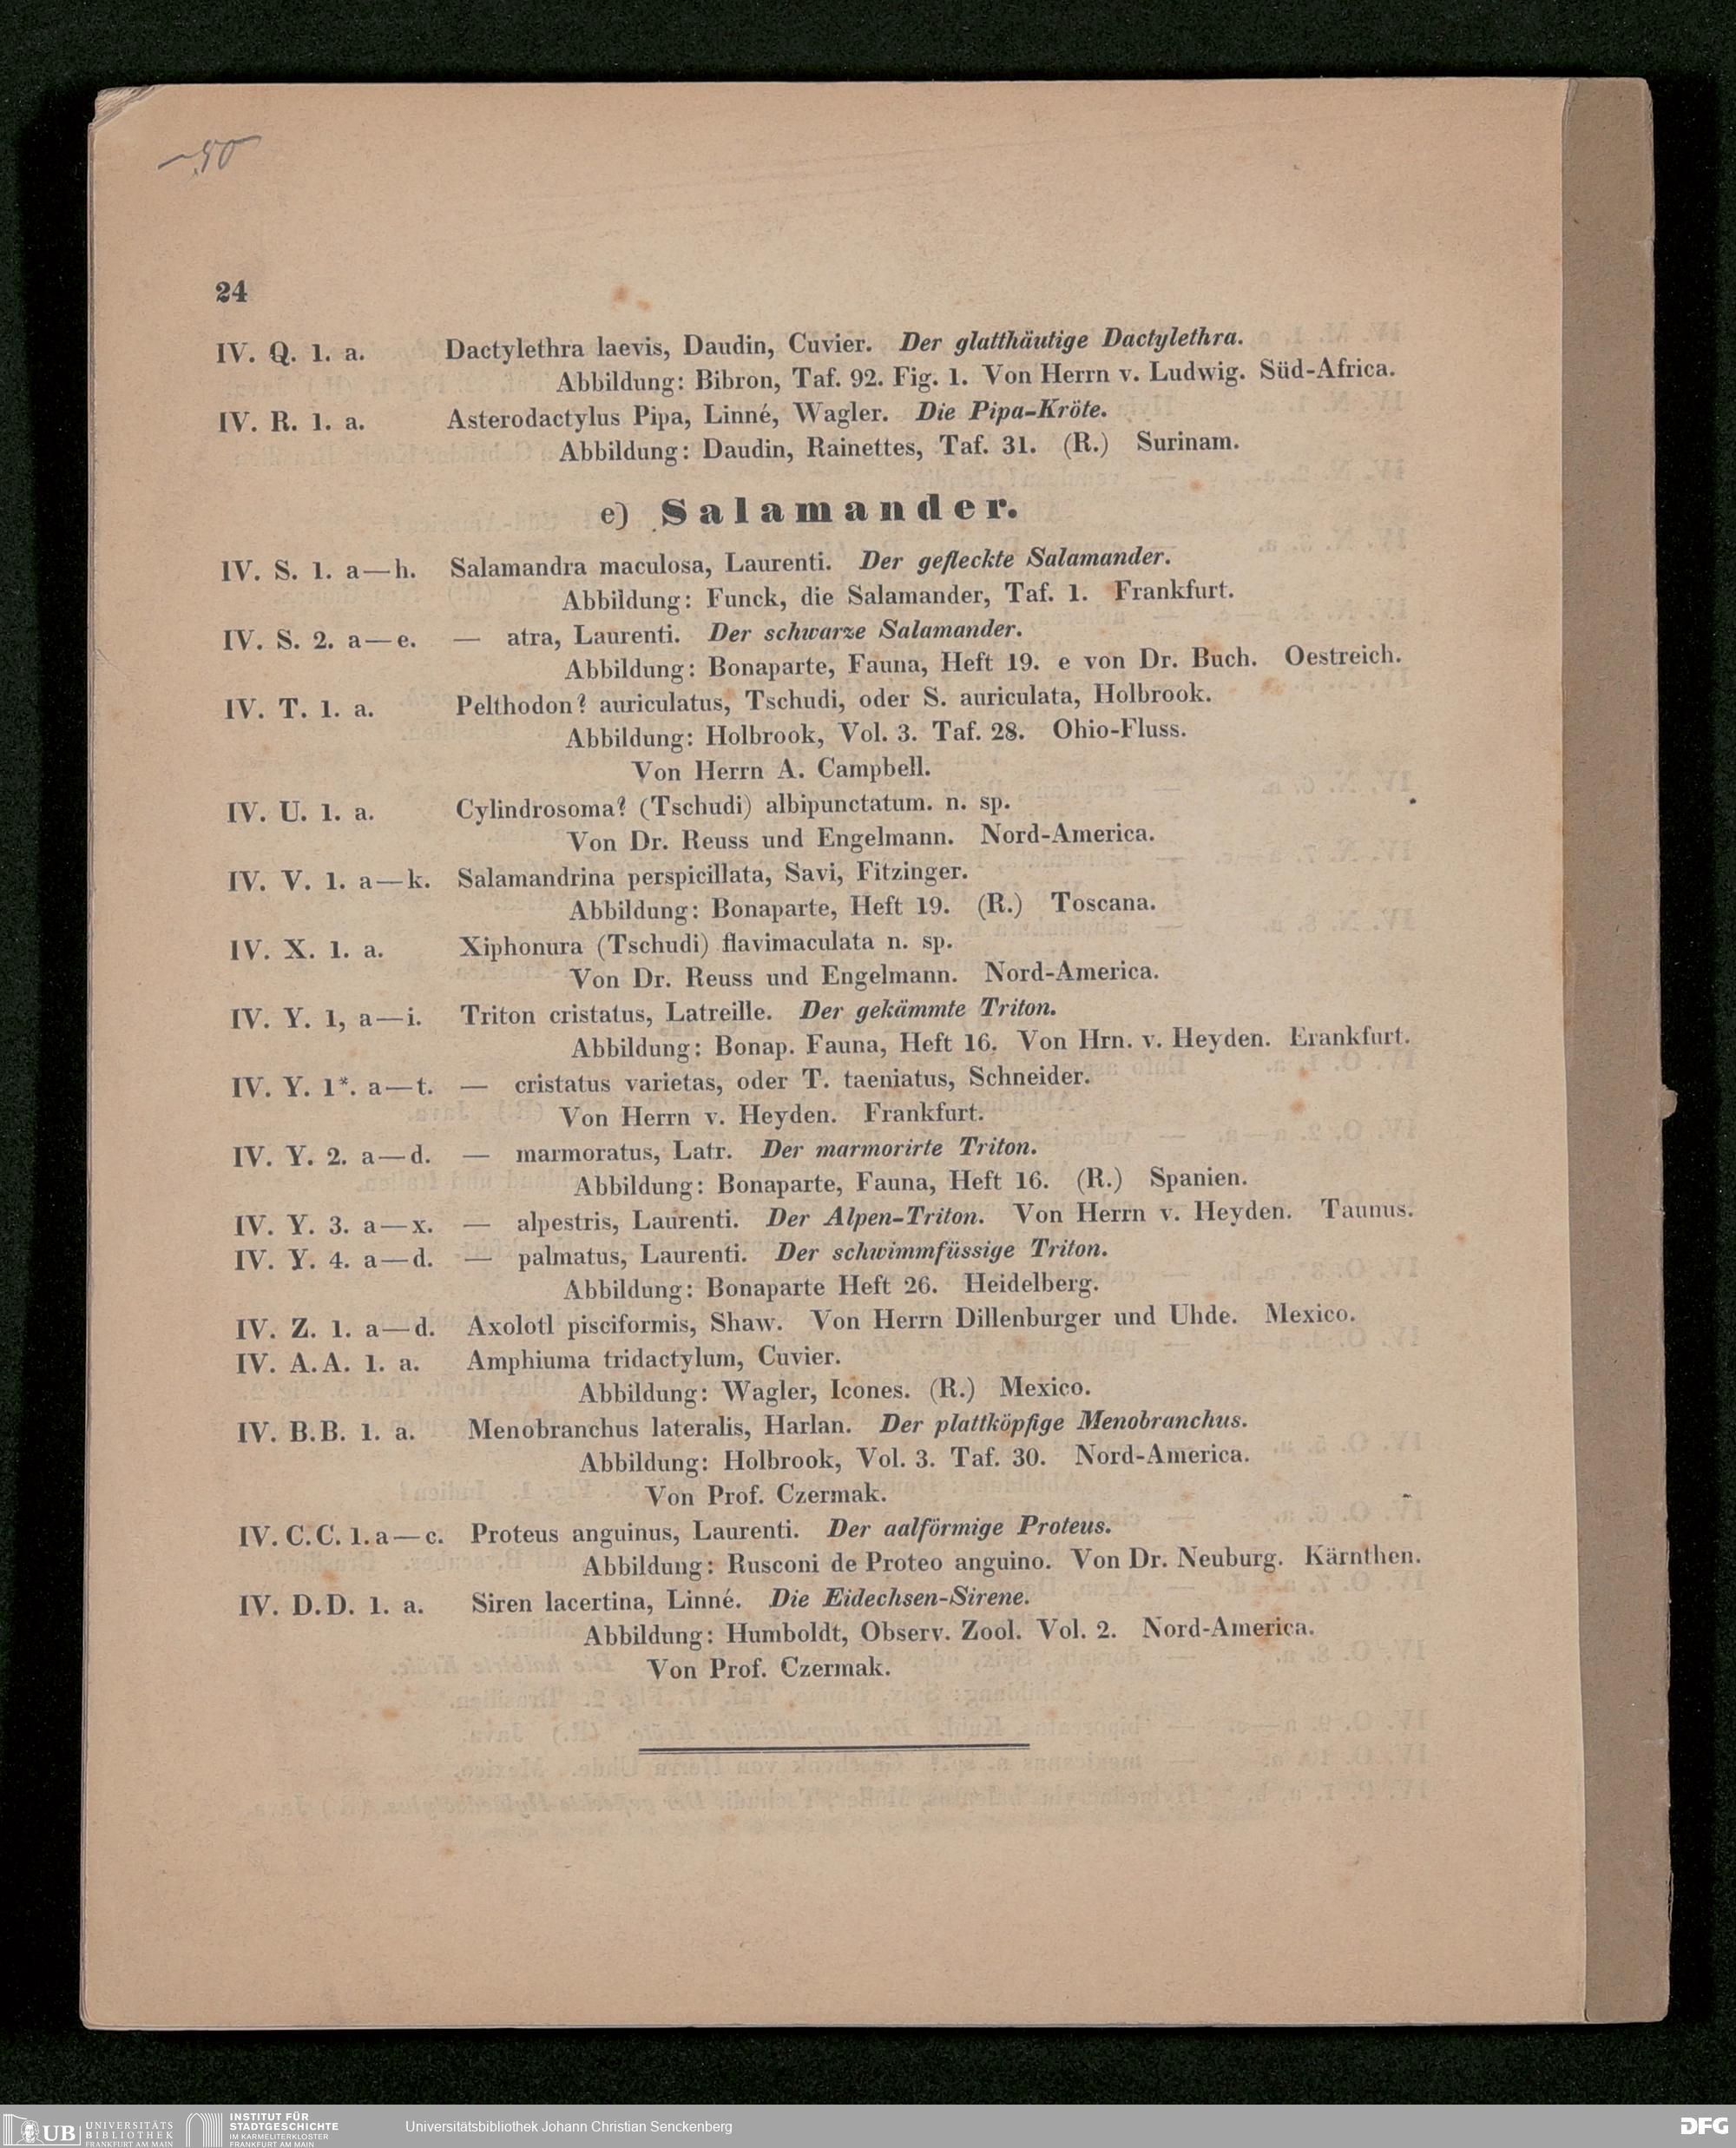 24
IV. Q. 1. a. Dactylethra laevis, Daudin, Cuvier. Der glatthäutige Dactylethra.
Abbildung: Bibron, Taf. 92. Fig. 1. Von Herrn v. Ludwig. Süd-Africa.
IV. R. 1. a. Asterodactylus Pipa, Linné, Wagler. Die Pipa-Kröte.
Abbildung: Daudin, Rainettes, Taf. 31. (R.) Surinam.
e) Salamander.
IV. S. 1. a—h. Salamandra maculosa, Laurenti. Der gefleckte Salamander.
Abbildung: Funck, die Salamander, Taf. 1. Frankfurt.
IV. S. 2. a—e. — atra, Laurenti. Der schwarze Salamander.
Abbildung: Bonaparte, Fauna, Heft 19. e von Dr. Buch. Oestreich.
IV. T. 1. a. Pelthodon? auriculatus, Tschudi, oder S. auriculata, Holbrook.
Abbildung: Holbrook, Vol. 3. Taf. 28. Ohio-Fluss.
Von Herrn A. Campbell.
IV. U. 1. a. Cylindrosoma? (Tschudi) albipunctatum. n. sp.
Von Dr. Reuss und Engelmann. Nord-America.
IV. V. 1. a—k. Salamandrina perspicillata, Savi, Fitzinger.
Abbildung: Bonaparte, Heft 19. (R.) Toscana.
IV. X. 1. a. Xiphonura (Tschudi) flavimaculata n. sp.
Von Dr. Reuss und Engelmann. Nord-America.
IV. Y. 1, a—i. Triton cristatus, Latreille. Der gekämmte Triton.
Abbildung: Bonap. Fauna, Heft 16. Von Hrn. v. Heyden. Erankfurt.
IV. Y. 1*. a—t. — cristatus varietas, oder T. taeniatus, Schneider.
Von Herrn v. Heyden. Frankfurt.
IV. Y. 2. a—d. — marmoratus, Latr. Der marmorirte Triton.
Abbildung: Bonaparte, Fauna, Heft 16. (R.) Spanien.
IV. Y. 3. a—x. — alpestris, Laurenti. Der Alpen-Triton. Von Herrn v. Heyden. Taunus.
IV. Y. 4. a—d. — palmatus, Laurenti. Der schwimmfüssige Triton.
Abbildung: Bonaparte Heft 26. Heidelberg.
IV. Z. 1. a—d. Axolotl pisciformis, Shaw. Von Herrn Dillenburger und Uhde. Mexico.
IV. A.A. 1. a. Amphiuma tridactylum, Cuvier.
Abbildung: Wagler, Icones. (R.) Mexico.
IV. B.B. 1. a. Menobranchus lateralis, Harlan. Der plattköpfige Menobranchus.
Abbildung: Holbrook, Vol. 3. Taf. 30. Nord-America.
Von Prof. Czermak.
IV. C.C. 1. a—c. Proteus anguinus, Laurenti. Der aalförmige Proteus.
Abbildung: Rusconi de Proteo anguino. Von Dr. Neuburg. Kärnthen.
IV. D.D. 1. a. Siren lacertina, Linné. Die Eidechsen-Sirene.
Abbildung: Humboldt, Observ. Zool. Vol. 2. Nord-America.
Von Prof. Czermak.
UB UNIVERSITÄTS BIBLIOTHEK FRANKFURT AM MAIN
INSTITUT FÜR STADTGESCHICHTE IM KARMELITERKLOSTER FRANKFURT AM MAIN
Universitätsbibliothek Johann Christian Senckenberg
DFG